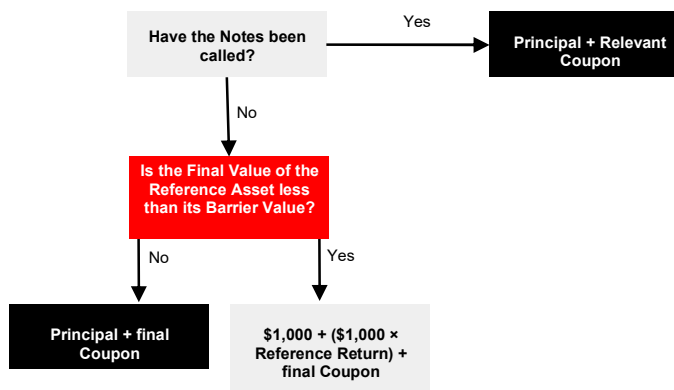 Have the Notes been
called?
Yes
Principal + Relevant
Coupon
No
Is the Final Value of the
Reference Asset less
than its Barrier Value?
No
Yes
Principal + final
Coupon
$1,000 + ($1,000 ×
Reference Return) +
final Coupon